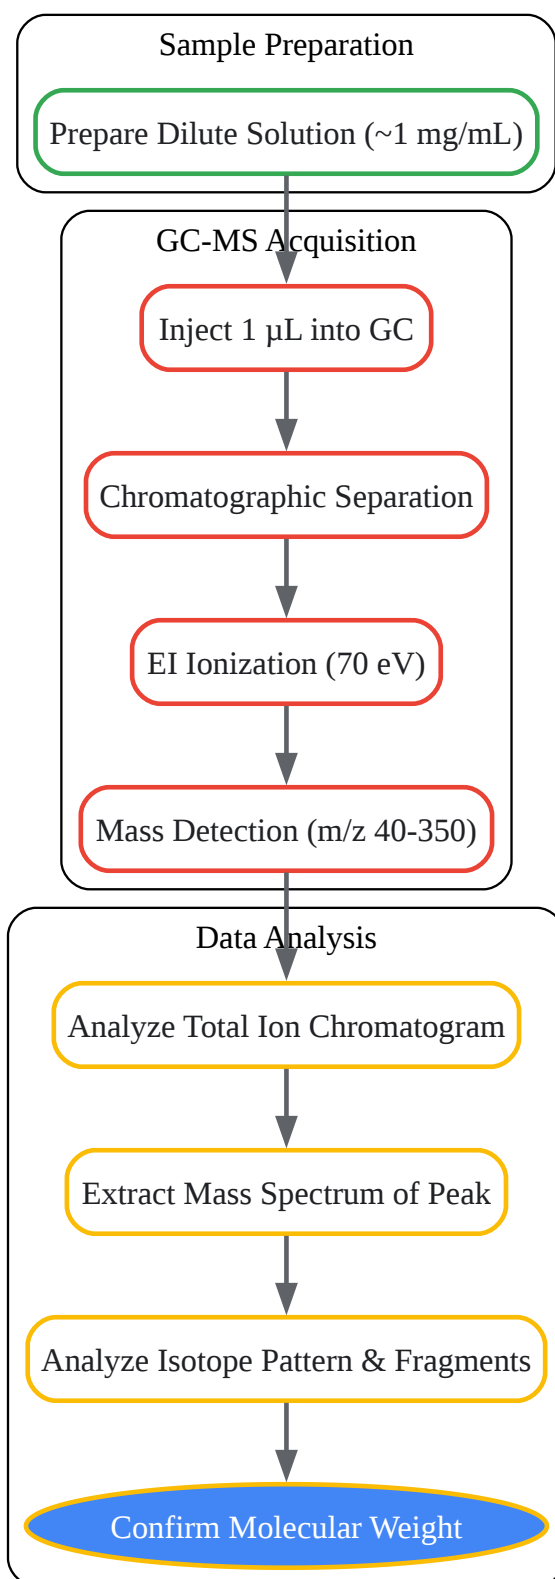 Sample Preparation
Prepare Dilute Solution (~1 mg/mL)
GC-MS Acquisition
Inject 1 µL into GC
Chromatographic Separation
EI Ionization (70 eV)
Mass Detection (m/z 40-350)
Data Analysis
Analyze Total Ion Chromatogram
Extract Mass Spectrum of Peak
Analyze Isotope Pattern & Fragments
Confirm Molecular Weight